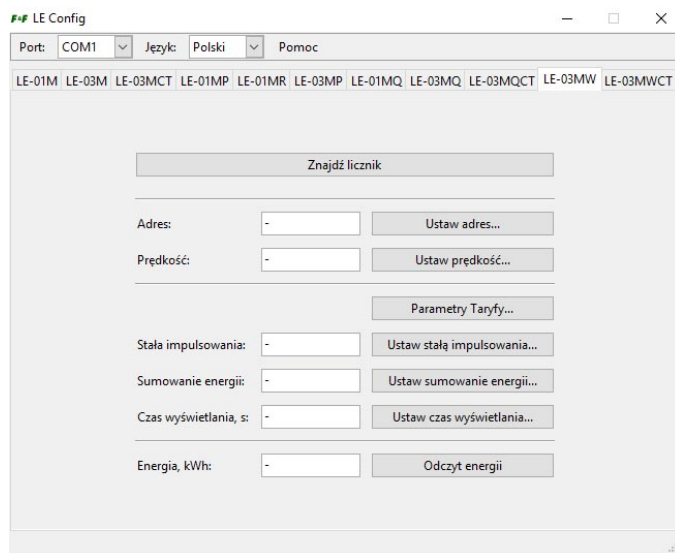 F&F LE Config
Port: COM1 Język: Polski Pomoc
LE-01M LE-03M LE-03MCT LE-01MP LE-01MR LE-03MP LE-01MQ LE-03MQ LE-03MQCT LE-03MW LE-03MWCT
Znajdź licznik
Adres: - Ustaw adres...
Prędkość: - Ustaw prędkość...
Parametry Taryfy...
Stała impulsowania: - Ustaw stałą impulsowania...
Sumowanie energii: - Ustaw sumowanie energii...
Czas wyświetlania, s: - Ustaw czas wyświetlania...
Energia, kWh: - Odczyt energii